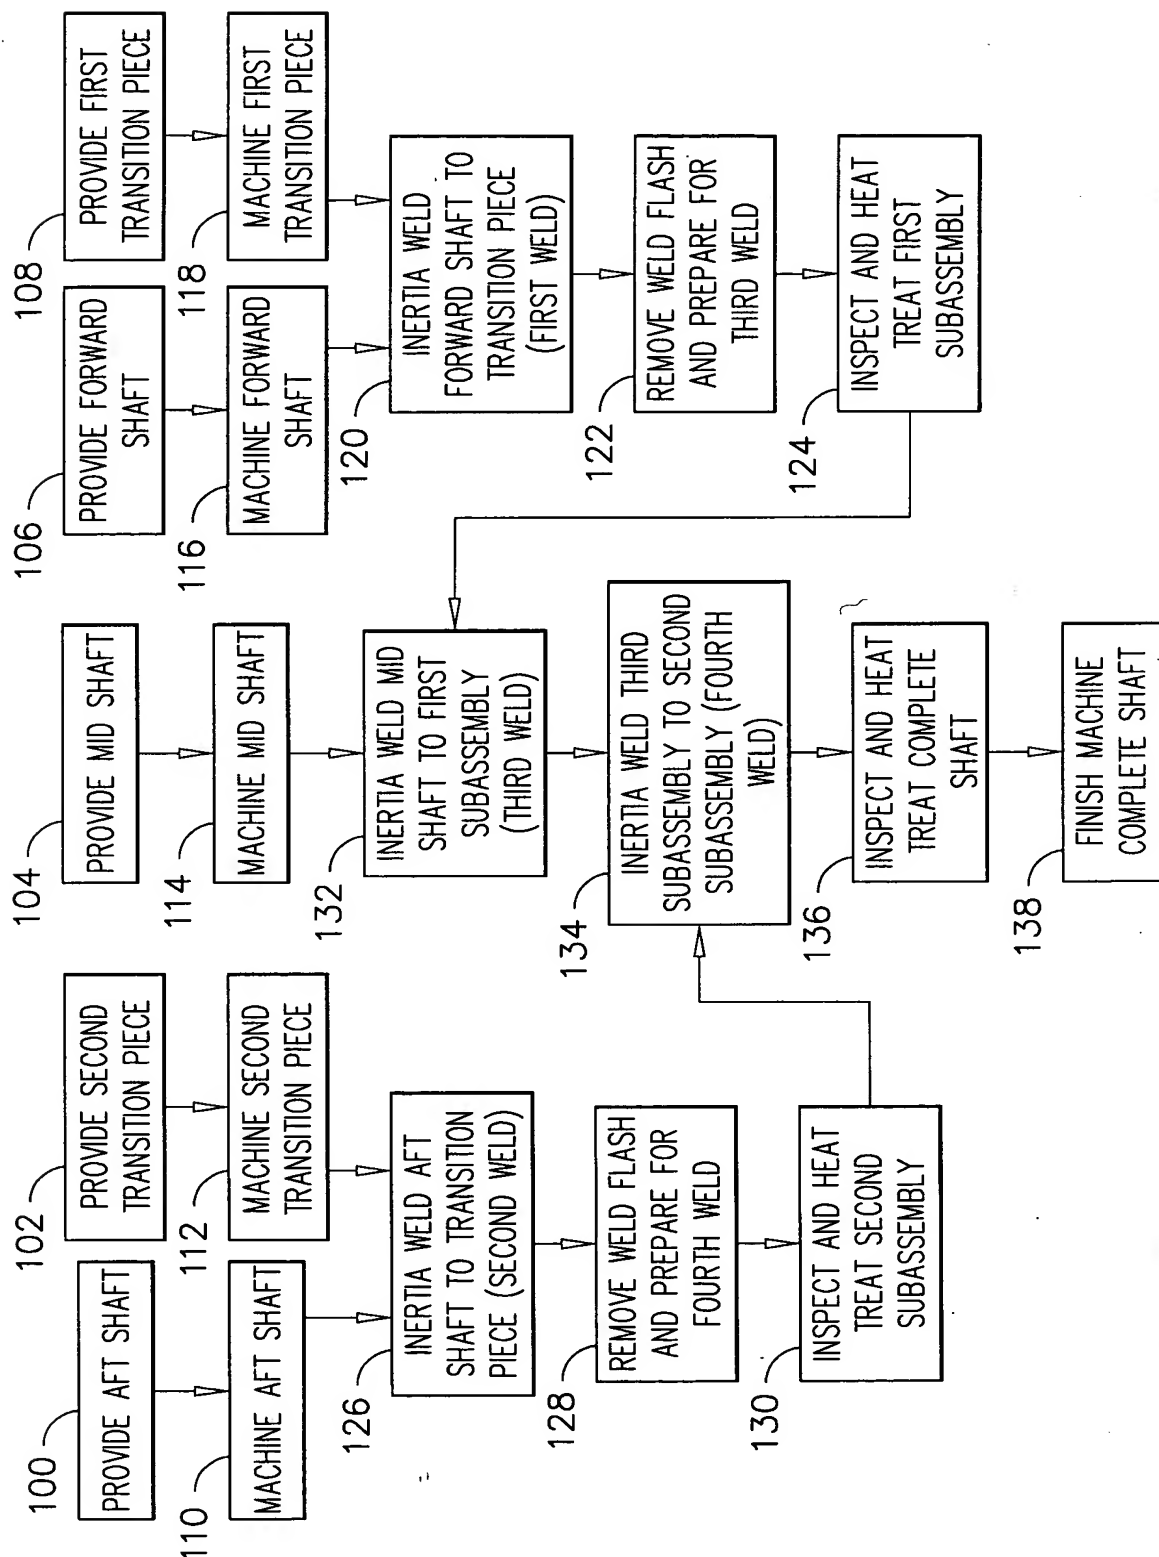 100
PROVIDE AFT SHAFT
102
PROVIDE SECOND
TRANSITION PIECE
104
PROVIDE MID SHAFT
106
PROVIDE FORWARD
SHAFT
108
PROVIDE FIRST
TRANSITION PIECE
110
MACHINE AFT SHAFT
112
MACHINE SECOND
TRANSITION PIECE
114
MACHINE MID SHAFT
116
MACHINE FORWARD
SHAFT
118
MACHINE FIRST
TRANSITION PIECE
126
INERTIA WELD AFT
SHAFT TO TRANSITION
PIECE (SECOND WELD)
132
INERTIA WELD MID
SHAFT TO FIRST
SUBASSEMBLY
(THIRD WELD)
120
INERTIA WELD
FORWARD SHAFT TO
TRANSITION PIECE
(FIRST WELD)
128
REMOVE WELD FLASH
AND PREPARE FOR
FOURTH WELD
134
INERTIA WELD THIRD
SUBASSEMBLY TO SECOND
SUBASSEMBLY (FOURTH
WELD)
122
REMOVE WELD FLASH
AND PREPARE FOR
THIRD WELD
130
INSPECT AND HEAT
TREAT SECOND
SUBASSEMBLY
136
INSPECT AND HEAT
TREAT COMPLETE
SHAFT
124
INSPECT AND HEAT
TREAT FIRST
SUBASSEMBLY
138
FINISH MACHINE
COMPLETE SHAFT